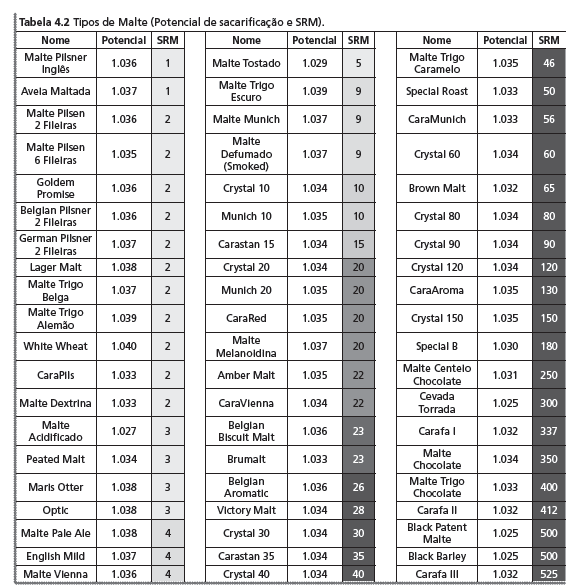 Tabela 4.2 Tipos de Malte (Potencial de sacarificação e SRM).
Nome Potencial SRM Nome Potencial SRM Nome Potencial SRM
Malte Pilsner Inglês 1.036 1 Malte Tostado 1.029 5 Malte Trigo Caramelo 1.035 46
Aveia Maltada 1.037 1 Malte Trigo Escuro 1.039 9 Special Roast 1.033 50
Malte Pilsen 2 Fileiras 1.036 2 Malte Munich 1.037 9 CaraMunich 1.033 56
Malte Pilsen 6 Fileiras 1.035 2 Malte Defumado (Smoked) 1.037 9 Crystal 60 1.034 60
Goldem Promise 1.036 2 Crystal 10 1.034 10 Brown Malt 1.032 65
Belgian Pilsner 2 Fileiras 1.036 2 Munich 10 1.035 10 Crystal 80 1.034 80
German Pilsner 2 Fileiras 1.037 2 Carastan 15 1.034 15 Crystal 90 1.034 90
Lager Malt 1.038 2 Crystal 20 1.034 20 Crystal 120 1.034 120
Malte Trigo Belga 1.037 2 Munich 20 1.035 20 CaraAroma 1.035 130
Malte Trigo Alemão 1.039 2 CaraRed 1.035 20 Crystal 150 1.035 150
White Wheat 1.040 2 Malte Melanoidina 1.037 20 Special B 1.030 180
CaraPils 1.033 2 Amber Malt 1.035 22 Malte Centeio Chocolate 1.031 250
Malte Dextrina 1.033 2 CaraVienna 1.034 22 Cevada Torrada 1.025 300
Malte Acidificado 1.027 3 Belgian Biscuit Malt 1.036 23 Carafa I 1.032 337
Peated Malt 1.034 3 Brumalt 1.033 23 Malte Chocolate 1.034 350
Maris Otter 1.038 3 Belgian Aromatic 1.036 26 Malte Trigo Chocolate 1.033 400
Optic 1.038 3 Victory Malt 1.034 28 Carafa II 1.032 412
Malte Pale Ale 1.038 4 Crystal 30 1.034 30 Black Patent Malte 1.025 500
English Mild 1.037 4 Carastan 35 1.034 35 Black Barley 1.025 500
Malte Vienna 1.036 4 Crystal 40 1.034 40 Carafa III 1.032 525